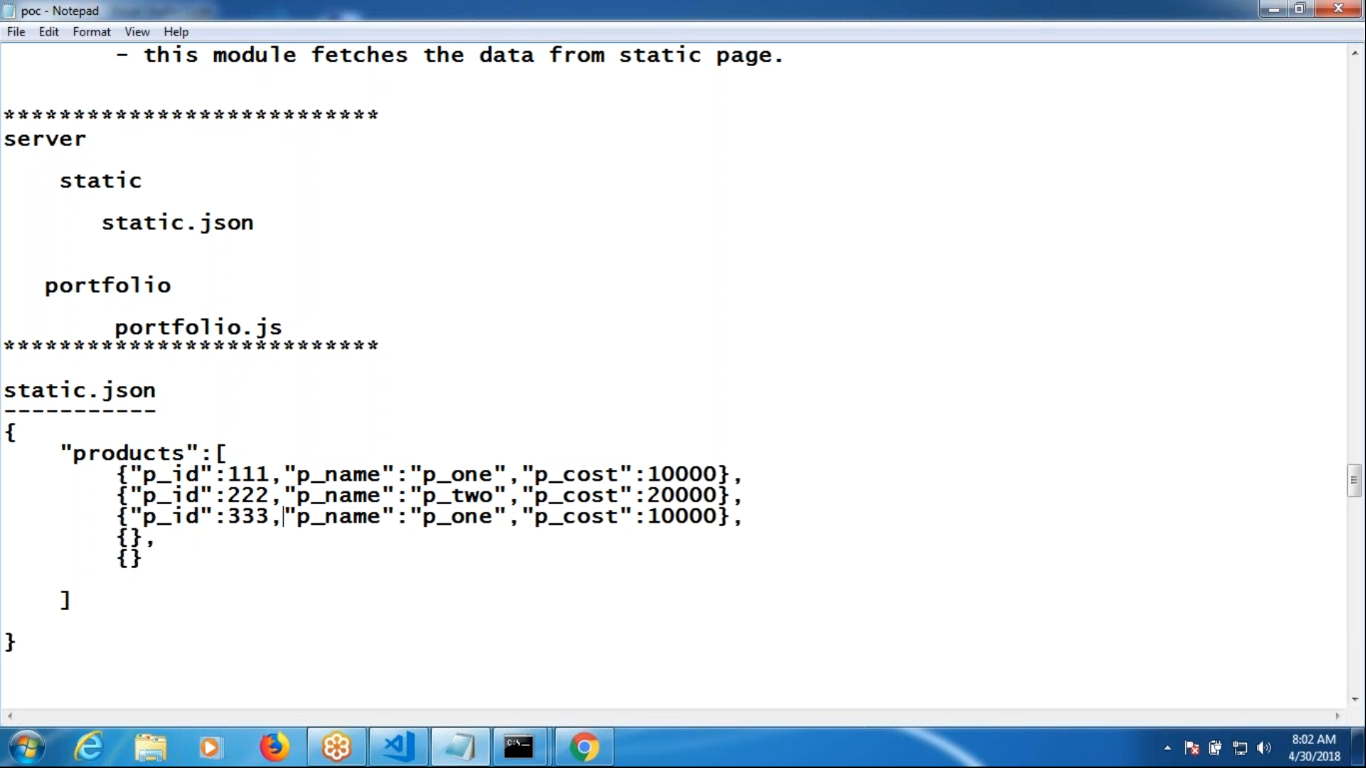 poc - Notepad
File Edit Format View Help
- this module fetches the data from static page.
***************************
server
static
static.json
portfolio
portfolio.js
***************************
static.json
-----------
{
"products":[
{"p_id":111,"p_name":"p_one","p_cost":10000},
{"p_id":222,"p_name":"p_two","p_cost":20000},
{"p_id":333,"p_name":"p_one","p_cost":10000},
{},
{}
]
}
8:02 AM
4/30/2018